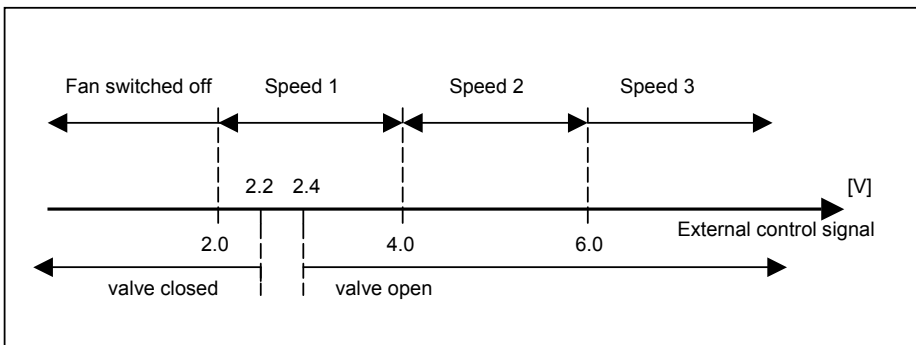 Fan switched off Speed 1 Speed 2 Speed 3
2.2 2.4 [V]
2.0 4.0 6.0 External control signal
valve closed valve open